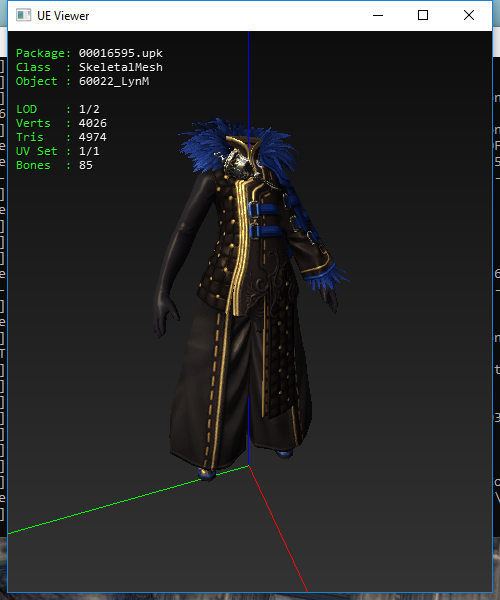 UE Viewer
Package: 00016595.upk
Class : SkeletalMesh
Object : 60022_LynM
LOD : 1/2
Verts : 4026
Tris : 4974
UV Set : 1/1
Bones : 85